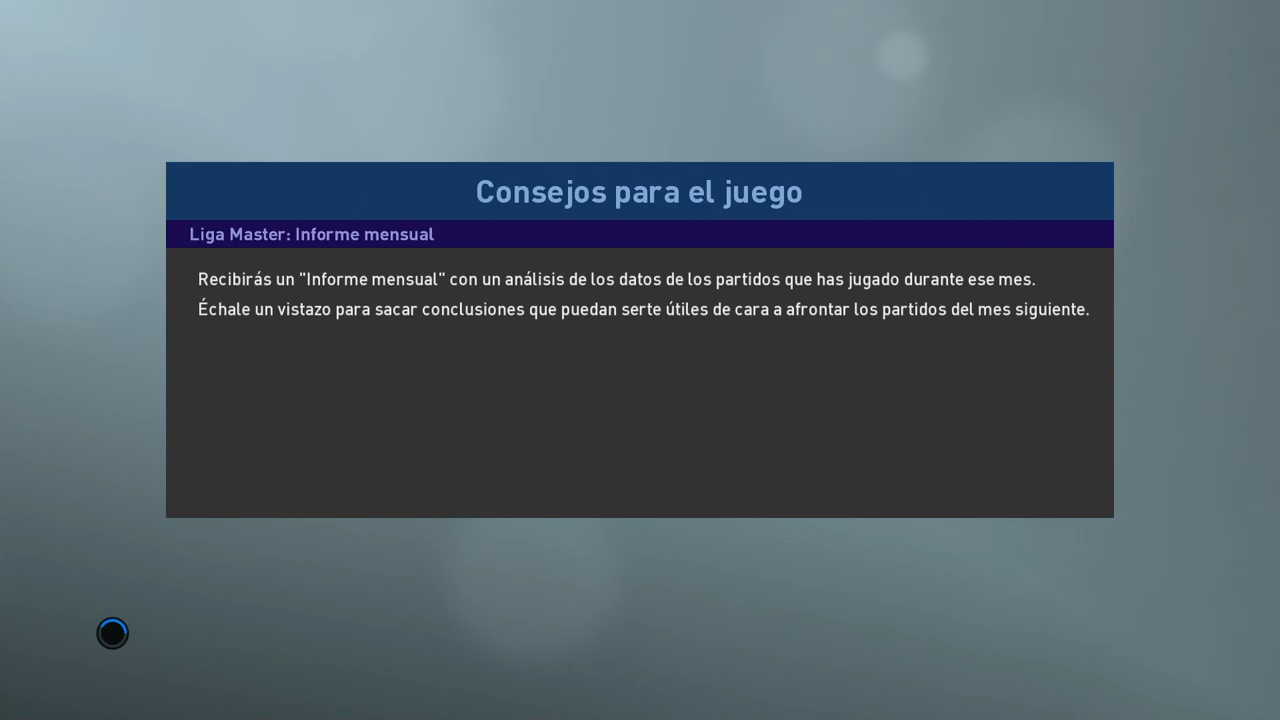 Consejos para el juego
Liga Master: Informe mensual
Recibirás un "Informe mensual" con un análisis de los datos de los partidos que has jugado durante ese mes.
Échale un vistazo para sacar conclusiones que puedan serte útiles de cara a afrontar los partidos del mes siguiente.